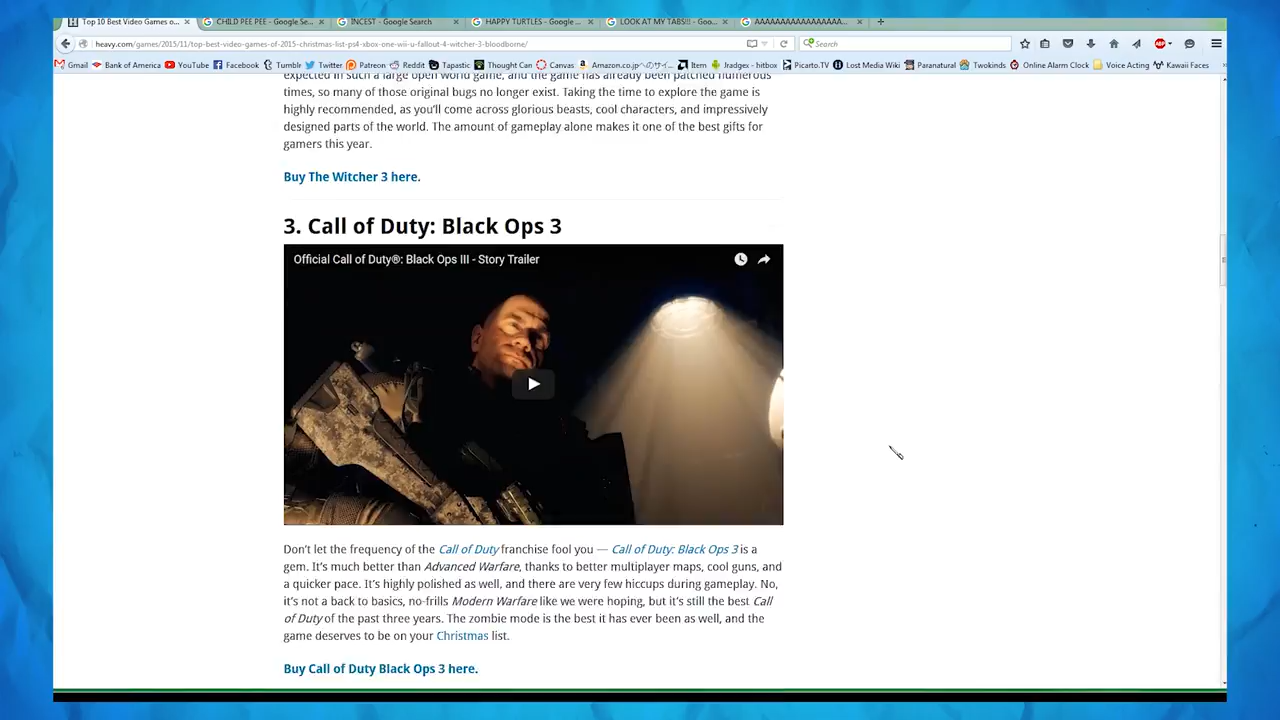 Top 10 Best Video Games o... CHILD PEE PEE - Google Se... INCEST - Google Search HAPPY TURTLES - Google ... LOOK AT MY TABS!!! - Goo... AAAAAAAAAAAAAAAAA...
heavy.com/games/2015/11/top-best-video-games-of-2015-christmas-list-ps4-xbox-one-wii-u-fallout-4-witcher-3-bloodborne/ Search
Gmail Bank of America YouTube Facebook Tumblr Twitter Patreon Reddit Tapastic Thought Can Canvas Amazon.co.jpへのサイ... Item Jradgex - hitbox Picarto.TV Lost Media Wiki Paranatural Twokinds Online Alarm Clock Voice Acting Kawaii Faces
expected in such a large open world game, and the game has already been patched numerous
times, so many of those original bugs no longer exist. Taking the time to explore the game is
highly recommended, as you'll come across glorious beasts, cool characters, and impressively
designed parts of the world. The amount of gameplay alone makes it one of the best gifts for
gamers this year.
Buy The Witcher 3 here.
3. Call of Duty: Black Ops 3
Official Call of Duty®: Black Ops III - Story Trailer
Don't let the frequency of the Call of Duty franchise fool you — Call of Duty: Black Ops 3 is a
gem. It's much better than Advanced Warfare, thanks to better multiplayer maps, cool guns, and
a quicker pace. It's highly polished as well, and there are very few hiccups during gameplay. No,
it's not a back to basics, no-frills Modern Warfare like we were hoping, but it's still the best Call
of Duty of the past three years. The zombie mode is the best it has ever been as well, and the
game deserves to be on your Christmas list.
Buy Call of Duty Black Ops 3 here.